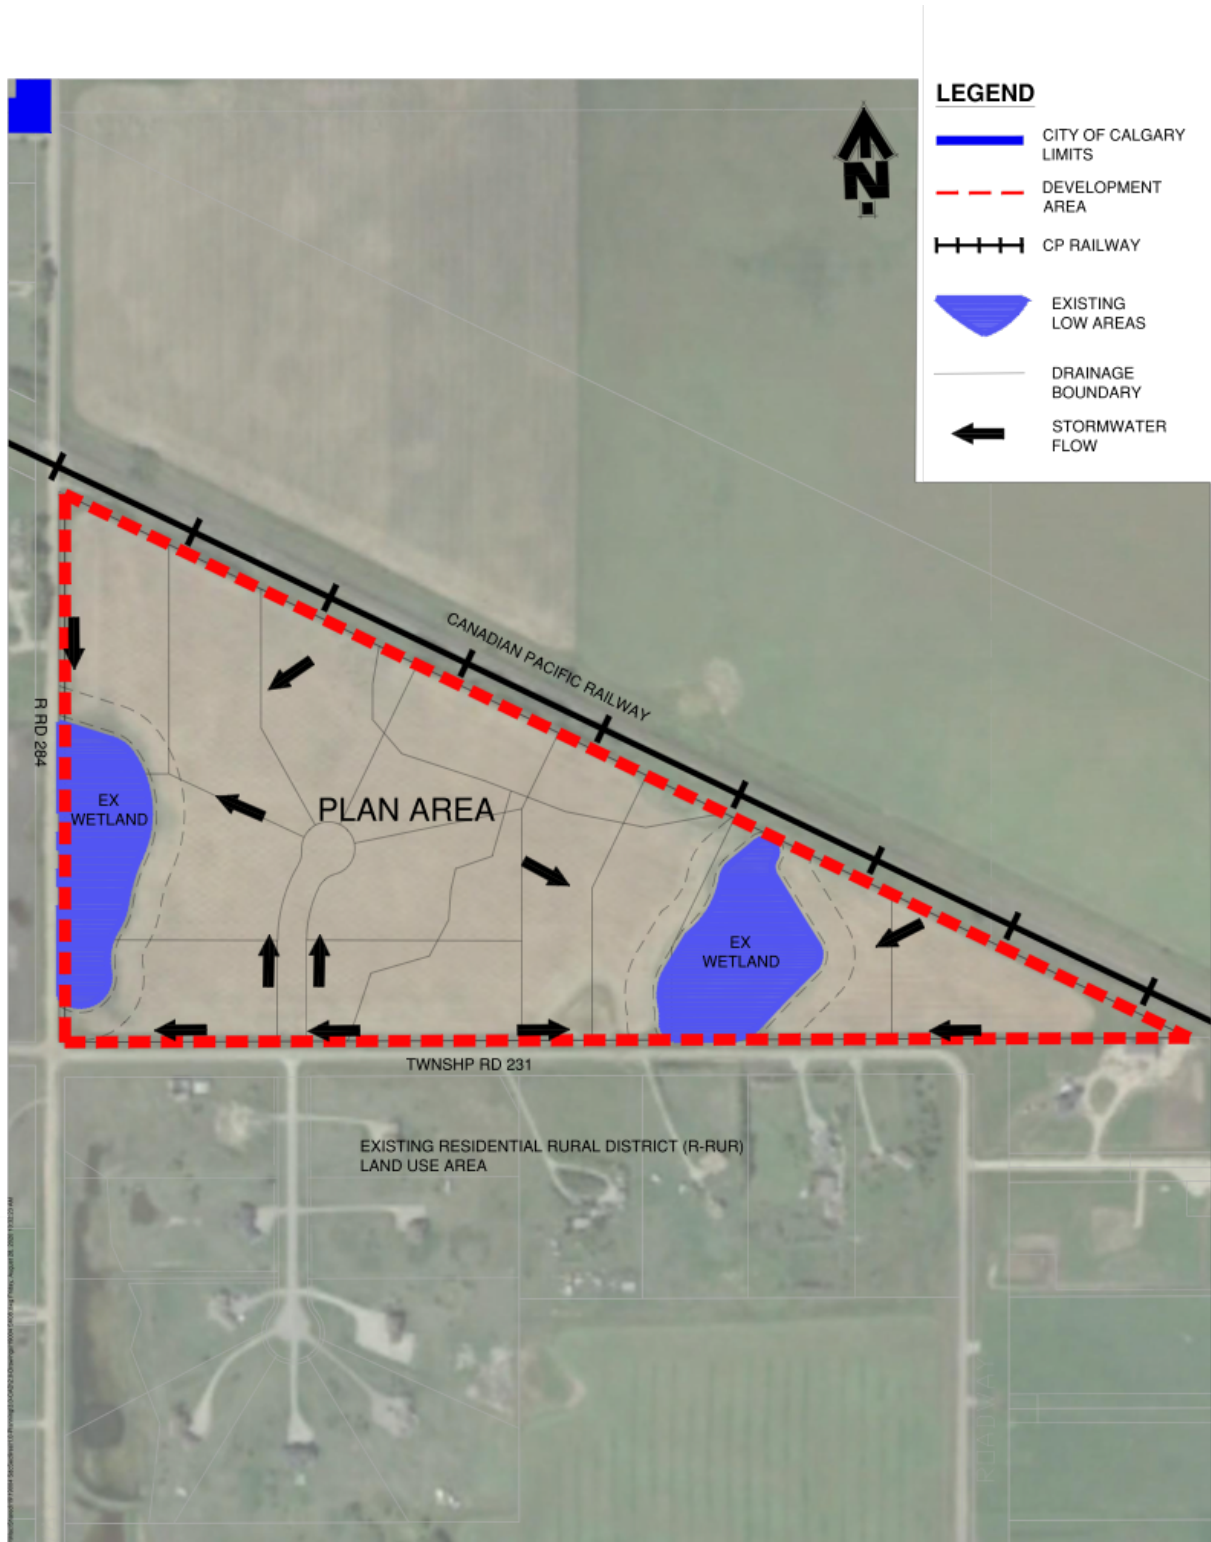 LEGEND
CITY OF CALGARY
LIMITS
DEVELOPMENT
AREA
CP RAILWAY
EXISTING
LOW AREAS
DRAINAGE
BOUNDARY
STORMWATER
FLOW
N
CANADIAN PACIFIC RAILWAY
R RD 284
EX
WETLAND
PLAN AREA
EX
WETLAND
TWNSHP RD 231
EXISTING RESIDENTIAL RURAL DISTRICT (R-RUR)
LAND USE AREA
ROADWAY